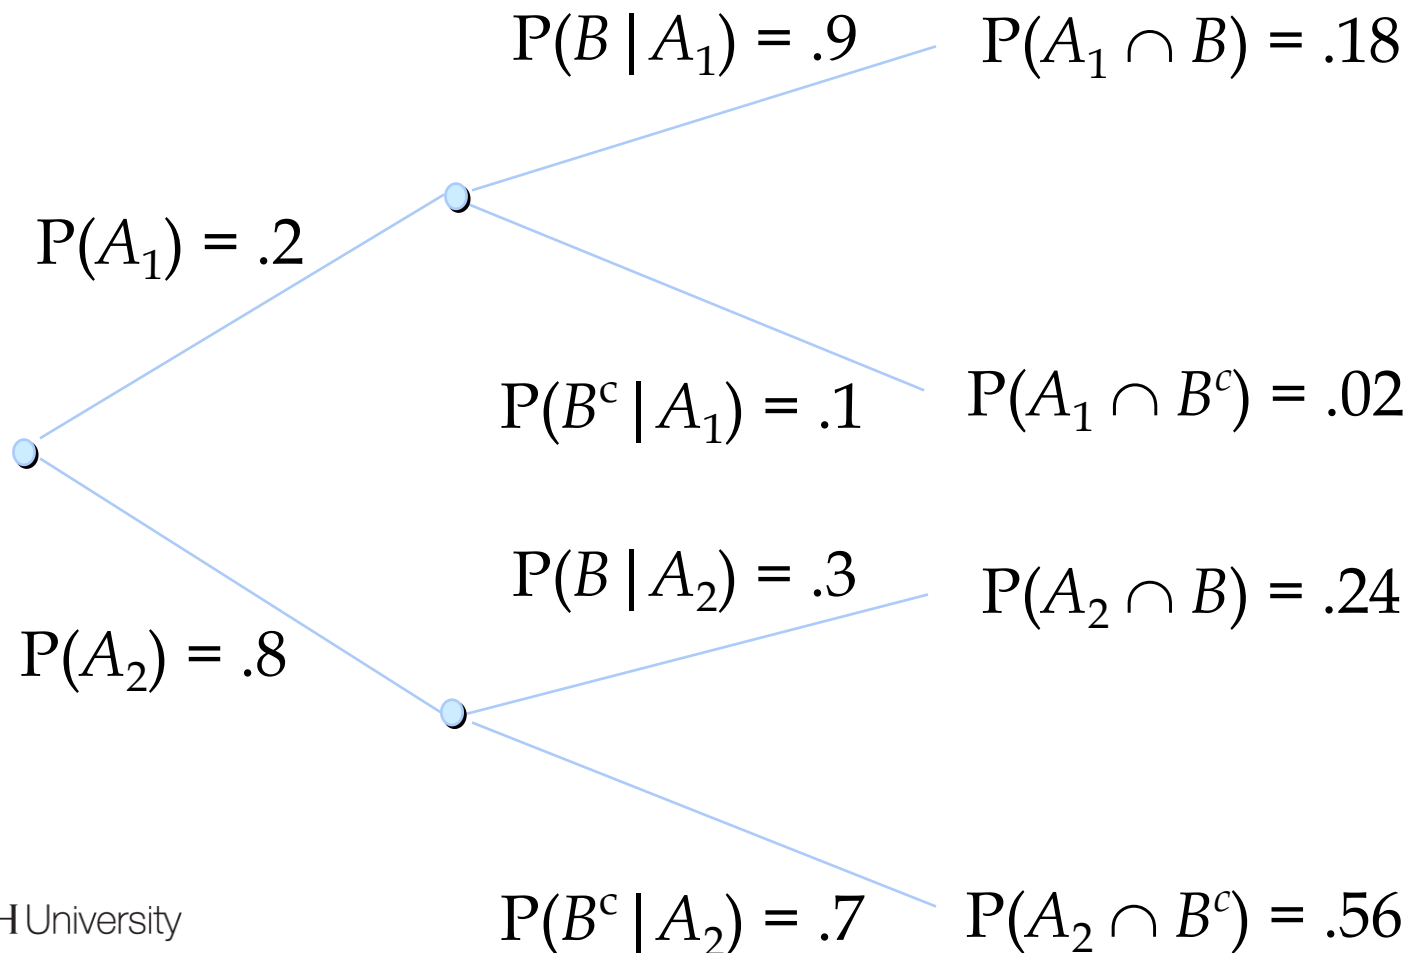 P(B | A₁) = .9
P(A₁ ∩ B) = .18
P(A₁) = .2
P(Bᶜ | A₁) = .1
P(A₁ ∩ Bᶜ) = .02
P(B | A₂) = .3
P(A₂ ∩ B) = .24
P(A₂) = .8
P(Bᶜ | A₂) = .7
P(A₂ ∩ Bᶜ) = .56
H University